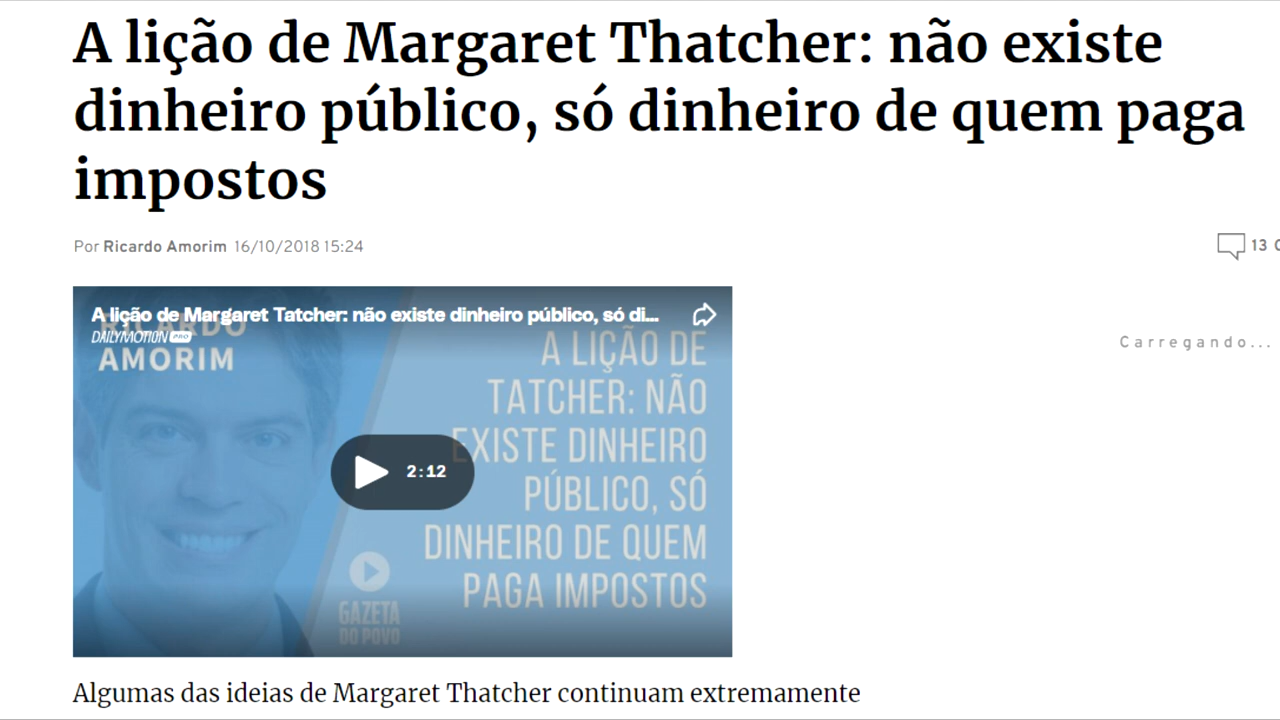 A lição de Margaret Thatcher: não existe
dinheiro público, só dinheiro de quem paga
impostos
Por Ricardo Amorim 16/10/2018 15:24
13 C
A lição de Margaret Tatcher: não existe dinheiro público, só di...
DAILYMOTION PRO
RICARDO
AMORIM
Carregando...
A LIÇÃO DE
TATCHER: NÃO
EXISTE DINHEIRO
PÚBLICO, SÓ
DINHEIRO DE QUEM
PAGA IMPOSTOS
2:12
GAZETA
DO POVO
Algumas das ideias de Margaret Thatcher continuam extremamente